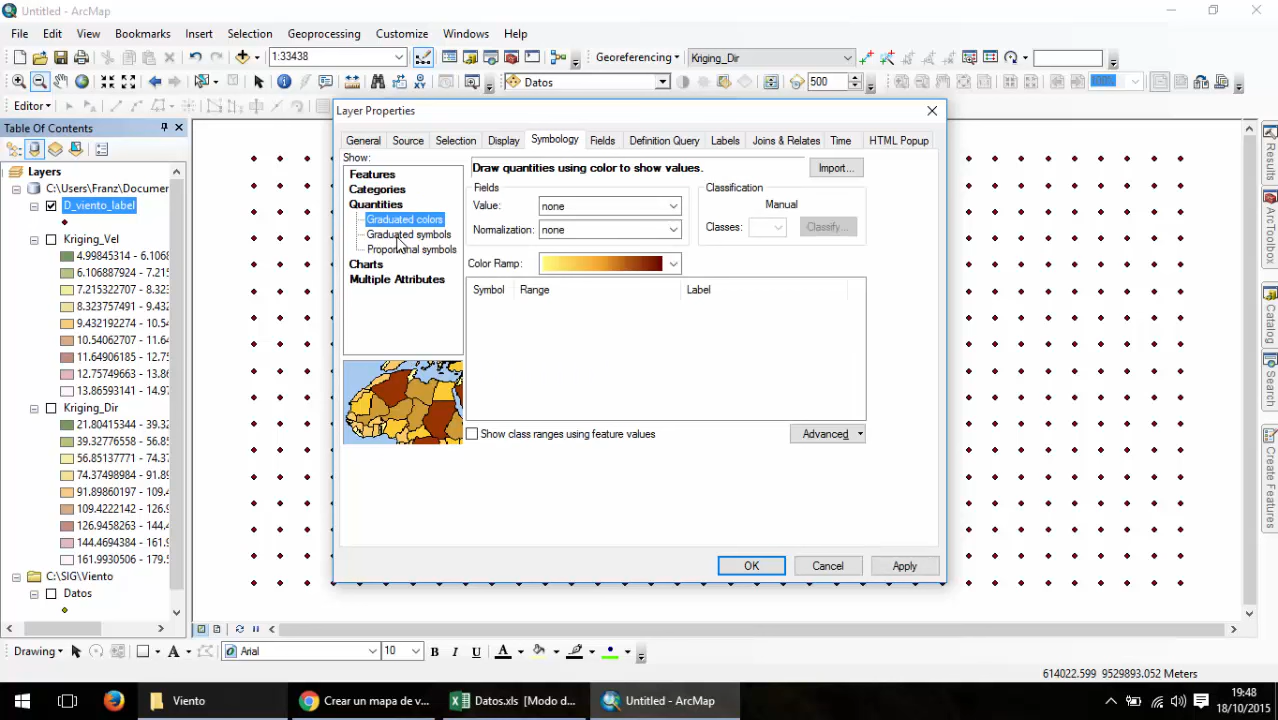 Untitled - ArcMap
File Edit View Bookmarks Insert Selection Geoprocessing Customize Windows Help
1:33438 Georeferencing Kriging_Dir
Datos 500
Editor
Table Of Contents
Layers
C:\Users\Franz\Documen
D_viento_label
Kriging_Vel
4.99845314 - 6.1068
6.106887924 - 7.215
7.215322707 - 8.323
8.323757491 - 9.432
9.432192274 - 10.54
10.54062707 - 11.64
11.64906185 - 12.75
12.75749663 - 13.86
13.86593141 - 14.97
Kriging_Dir
21.80415344 - 39.32
39.32776558 - 56.85
56.85137771 - 74.37
74.37498984 - 91.89
91.89860197 - 109.4
109.4222142 - 126.9
126.9458263 - 144.4
144.4694384 - 161.9
161.9930506 - 179.5
C:\SIG\Viento
Datos
Layer Properties
General Source Selection Display Symbology Fields Definition Query Labels Joins & Relates Time HTML Popup
Show:
Features
Categories
Quantities
Graduated colors
Graduated symbols
Proportional symbols
Charts
Multiple Attributes
Draw quantities using color to show values.
Import...
Fields
Value: none
Normalization: none
Classification
Manual
Classes: Classify...
Color Ramp:
Symbol Range Label
Show class ranges using feature values
Advanced
OK Cancel Apply
Results
ArcToolbox
Catalog
Search
Create Features
Drawing Arial 10 B I U A
614022.599 9529893.052 Meters
Viento
Crear un mapa de v...
Datos.xls [Modo d...
Untitled - ArcMap
19:48
18/10/2015